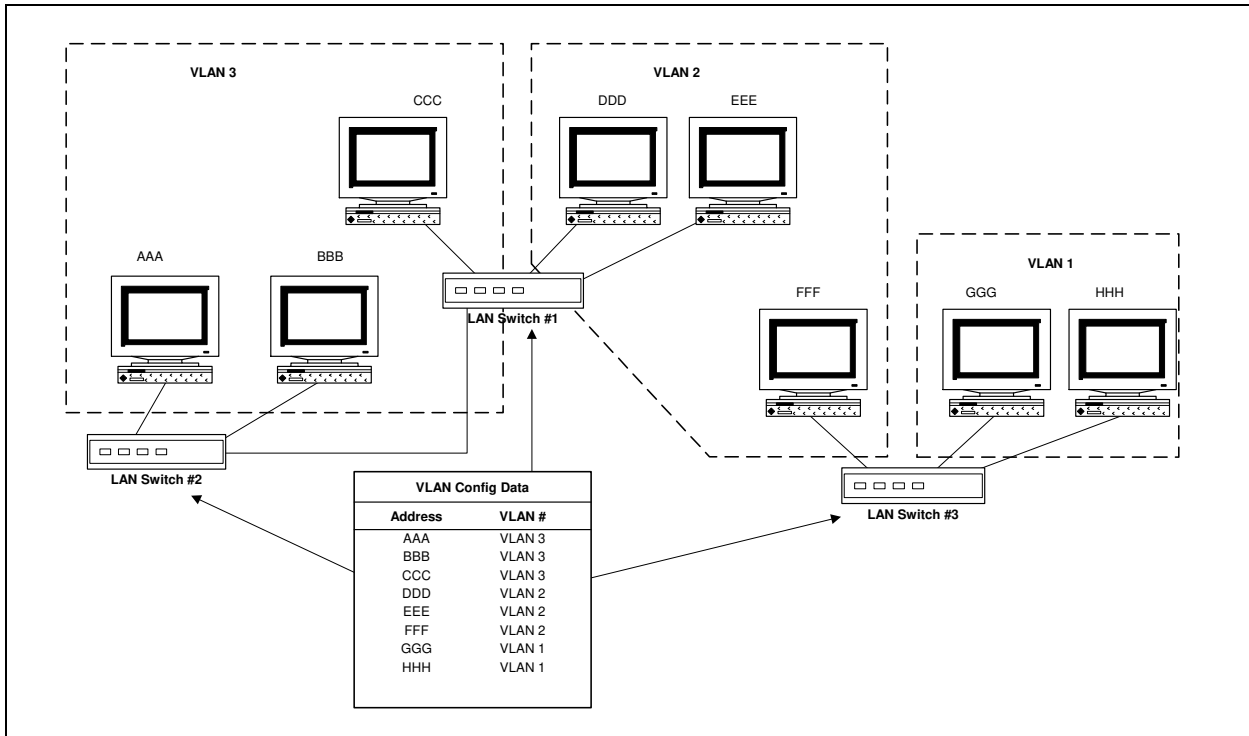 VLAN 3
VLAN 2
CCC
DDD
EEE
AAA
BBB
VLAN 1
FFF
GGG
HHH
LAN Switch #1
LAN Switch #2
LAN Switch #3
VLAN Config Data
Address VLAN #
AAA VLAN 3
BBB VLAN 3
CCC VLAN 3
DDD VLAN 2
EEE VLAN 2
FFF VLAN 2
GGG VLAN 1
HHH VLAN 1